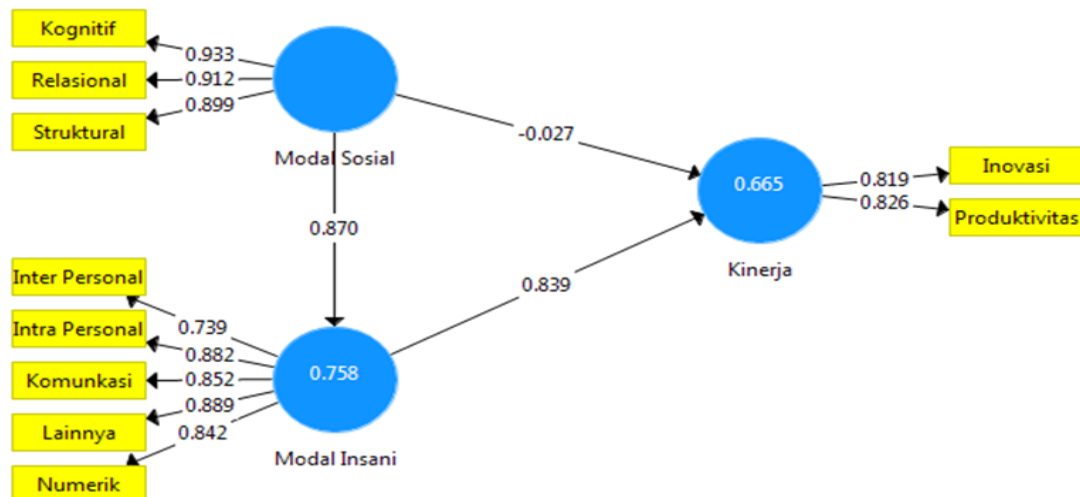 Kognitif
0.933
Relasional
0.912
0.899
Struktural
Modal Sosial
-0.027
0.870
0.665
Kinerja
0.819
Inovasi
0.826
Produktivitas
0.839
Inter Personal
0.739
Intra Personal
0.882
Komunkasi
0.852
0.889
Lainnya
0.842
Numerik
0.758
Modal Insani